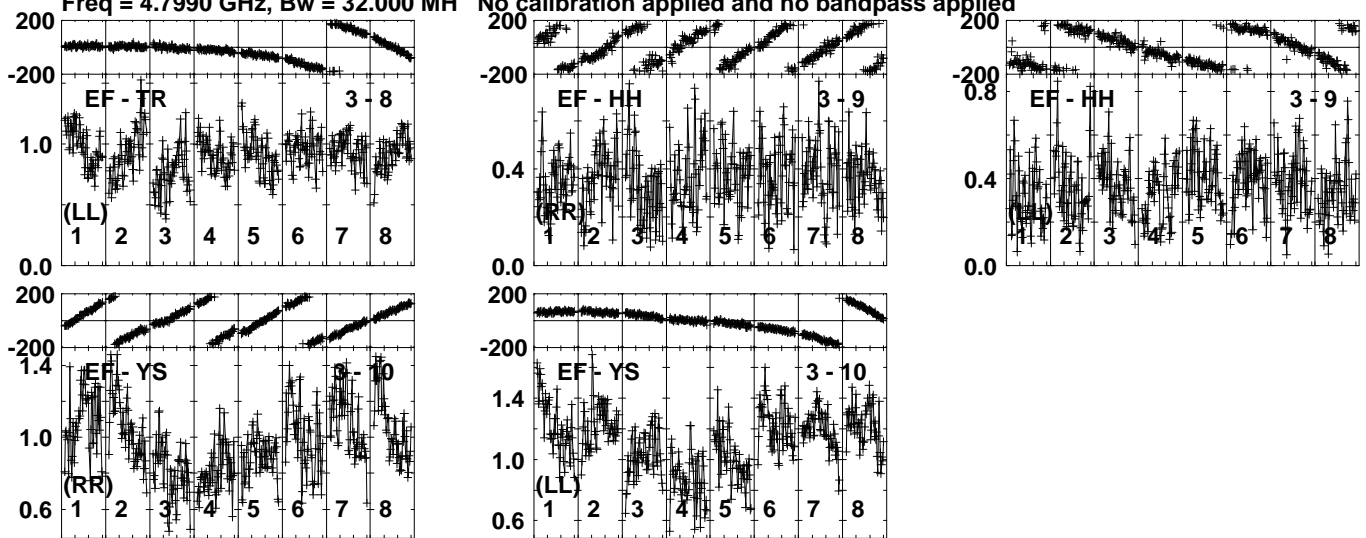 Freq = 4.7990 GHz, Bw = 32.000 MH No calibration applied and no bandpass applied
200
-200
EF - TR 3 - 8
1.0
(LL)
1 2 3 4 5 6 7 8
0.0
200
-200
EF - HH 3 - 9
0.4
(RR)
1 2 3 4 5 6 7 8
0.0
200
-200
0.8
EF - HH 3 - 9
0.4
(LL)
1 2 3 4 5 6 7 8
0.0
200
-200
1.4
EF - YS 3 - 10
1.0
(RR)
0.6
1 2 3 4 5 6 7 8
200
-200
EF - YS 3 - 10
1.4
1.0
(LL)
0.6
1 2 3 4 5 6 7 8